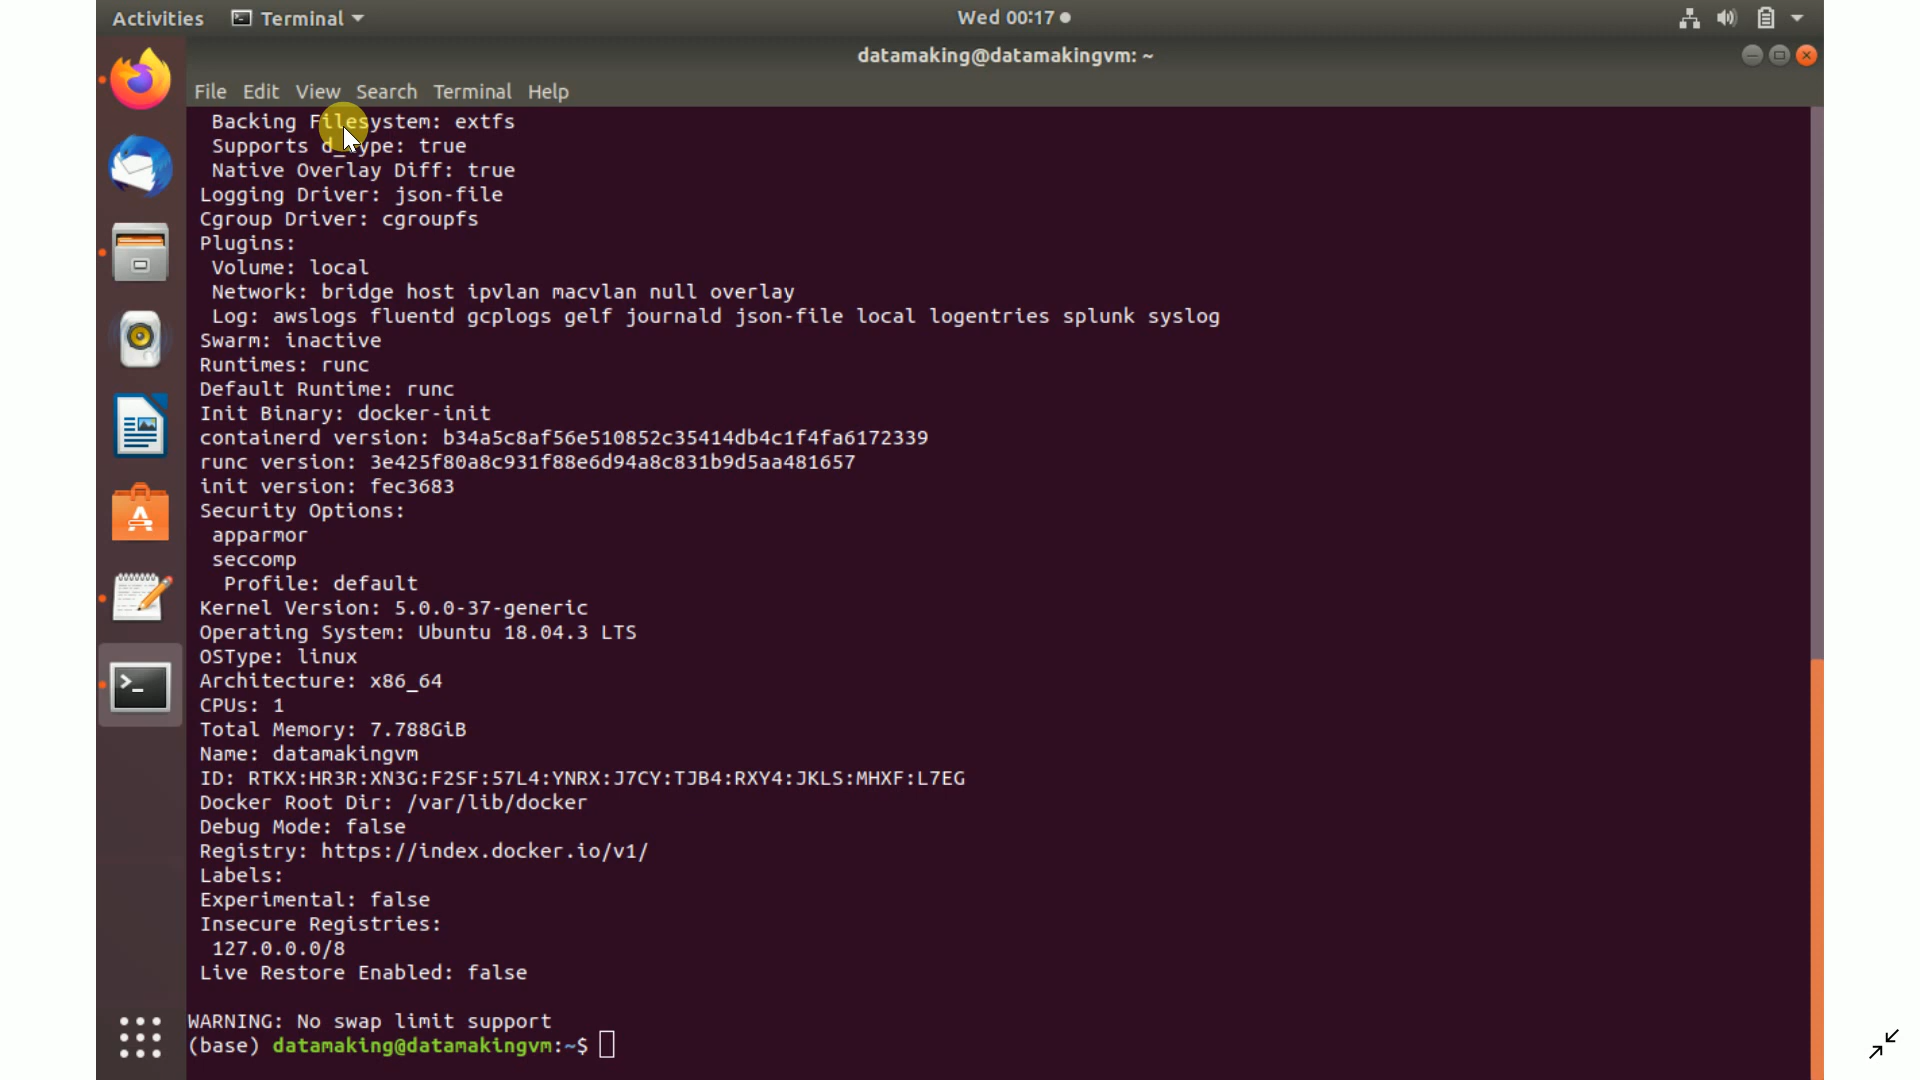 Activities Terminal Wed 00:17
datamaking@datamakingvm: ~
File Edit View Search Terminal Help
Backing Filesystem: extfs
Supports d_type: true
Native Overlay Diff: true
Logging Driver: json-file
Cgroup Driver: cgroupfs
Plugins:
Volume: local
Network: bridge host ipvlan macvlan null overlay
Log: awslogs fluentd gcplogs gelf journald json-file local logentries splunk syslog
Swarm: inactive
Runtimes: runc
Default Runtime: runc
Init Binary: docker-init
containerd version: b34a5c8af56e510852c35414db4c1f4fa6172339
runc version: 3e425f80a8c931f88e6d94a8c831b9d5aa481657
init version: fec3683
Security Options:
apparmor
seccomp
Profile: default
Kernel Version: 5.0.0-37-generic
Operating System: Ubuntu 18.04.3 LTS
OSType: linux
Architecture: x86_64
CPUs: 1
Total Memory: 7.788GiB
Name: datamakingvm
ID: RTKX:HR3R:XN3G:F2SF:57L4:YNRX:J7CY:TJB4:RXY4:JKLS:MHXF:L7EG
Docker Root Dir: /var/lib/docker
Debug Mode: false
Registry: https://index.docker.io/v1/
Labels:
Experimental: false
Insecure Registries:
127.0.0.0/8
Live Restore Enabled: false
WARNING: No swap limit support
(base) datamaking@datamakingvm:~$